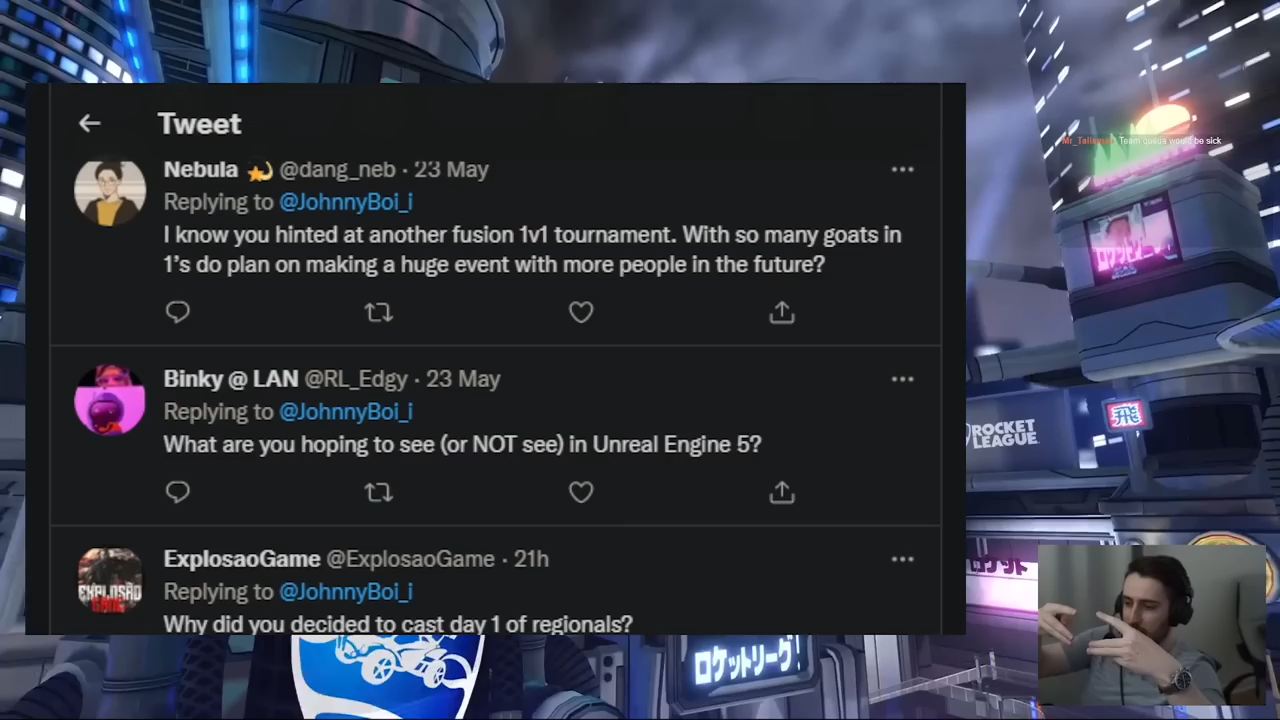 Tweet
Nebula @dang_neb · 23 May
Replying to @JohnnyBoi_i
I know you hinted at another fusion 1v1 tournament. With so many goats in
1's do plan on making a huge event with more people in the future?
Binky @ LAN @RL_Edgy · 23 May
Replying to @JohnnyBoi_i
What are you hoping to see (or NOT see) in Unreal Engine 5?
ExplosaoGame @ExplosaoGame · 21h
Replying to @JohnnyBoi_i
Why did you decided to cast day 1 of regionals?
EXPLOSÃO
GAME
Team queue would be sick
ROCKET
LEAGUE
飛
ロケットリーグ!